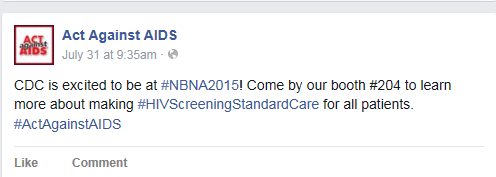 ACT
against
AIDS
Act Against AIDS
July 31 at 9:35am ·
CDC is excited to be at #NBNA2015! Come by our booth #204 to learn
more about making #HIVScreeningStandardCare for all patients.
#ActAgainstAIDS
Like Comment